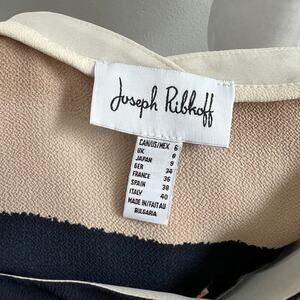 Joseph Ribkoff
CAN/US/MEX 6
UK 8
JAPAN 9
GER 34
FRANCE 36
SPAIN 38
ITALY 40
MADE IN/FAIT AU
BULGARIA